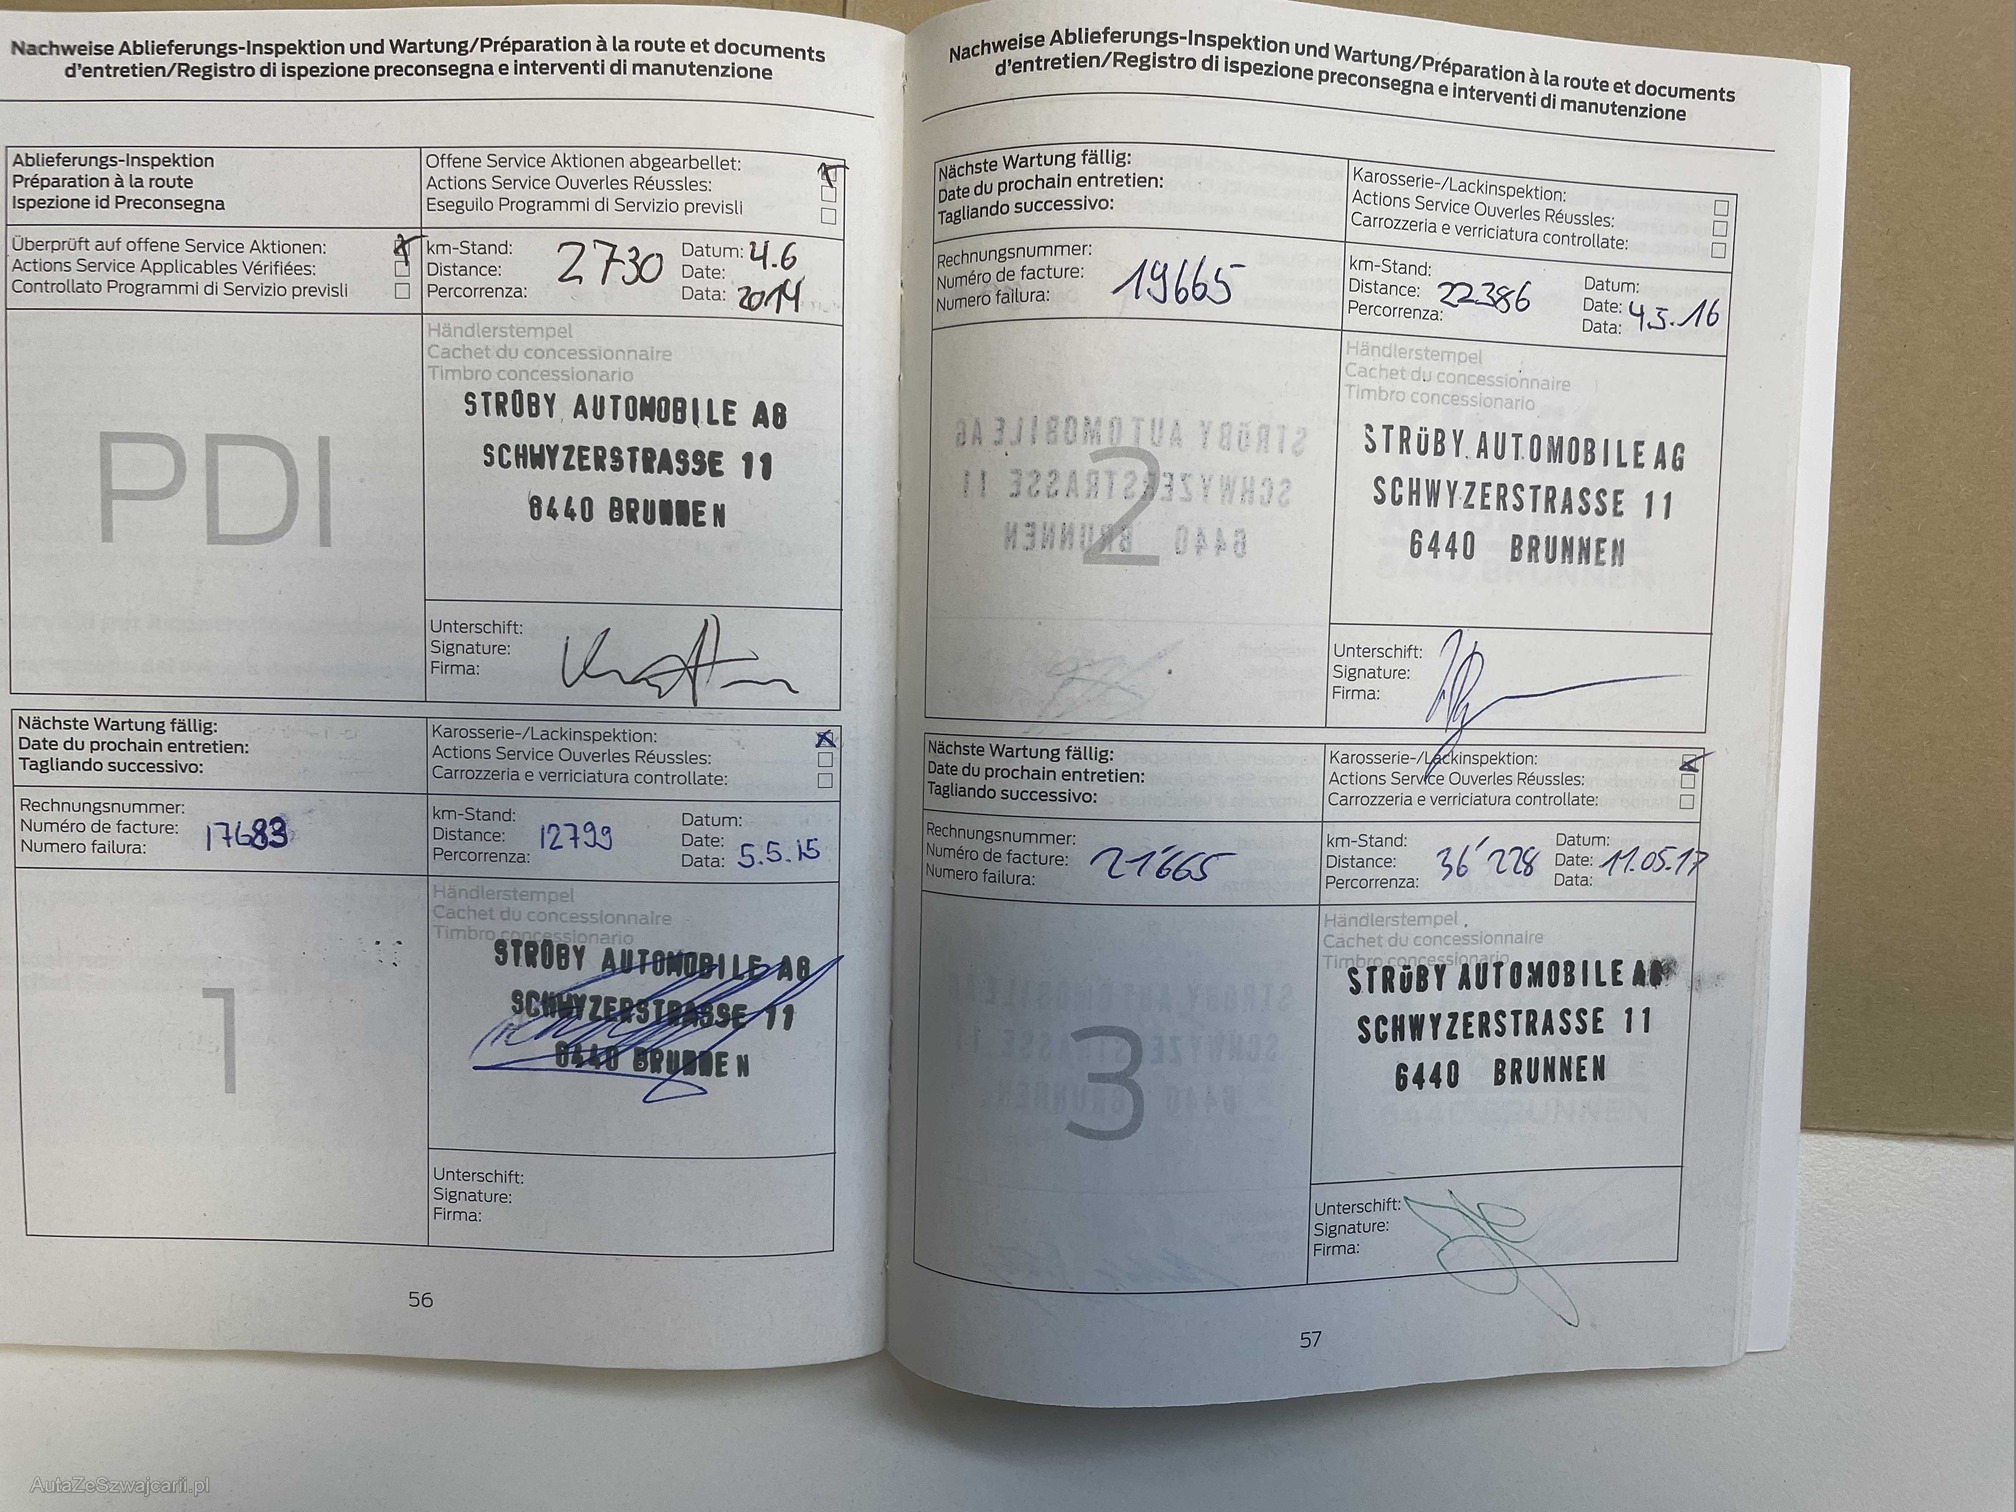 Nachweise Ablieferungs-Inspektion und Wartung/Préparation à la route et documents
d'entretien/Registro di ispezione preconsegna e interventi di manutenzione
Ablieferungs-Inspektion
Préparation à la route
Ispezione id Preconsegna
Offene Service Aktionen abgearbellet:
Actions Service Ouverles Réussles:
Eseguilo Programmi di Servizio previsli
Überprüft auf offene Service Aktionen:
Actions Service Applicables Vérifiées:
Controllato Programmi di Servizio previsli
km-Stand:
Distance: 2730
Percorrenza:
Datum: 4.6
Date:
Data: 2014
PDI
Händlerstempel
Cachet du concessionnaire
Timbro concessionario
STRÜBY AUTOMOBILE AG
SCHWYZERSTRASSE 11
6440 BRUNNEN
Unterschift:
Signature:
Firma:
Nächste Wartung fällig:
Date du prochain entretien:
Tagliando successivo:
Karosserie-/Lackinspektion:
Actions Service Ouverles Réussles:
Carrozzeria e verriciatura controllate:
Rechnungsnummer:
Numéro de facture: 17683
Numero failura:
km-Stand:
Distance: 12799
Percorrenza:
Datum:
Date:
Data: 5.5.15
1
Händlerstempel
Cachet du concessionnaire
Timbro concessionario
STRÜBY AUTOMOBILE AG
SCHWYZERSTRASSE 11
6440 BRUNNEN
Unterschift:
Signature:
Firma:
56
Nachweise Ablieferungs-Inspektion und Wartung/Préparation à la route et documents
d'entretien/Registro di ispezione preconsegna e interventi di manutenzione
Nächste Wartung fällig:
Date du prochain entretien:
Tagliando successivo:
Karosserie-/Lackinspektion:
Actions Service Ouverles Réussles:
Carrozzeria e verriciatura controllate:
Rechnungsnummer:
Numéro de facture: 19665
Numero failura:
km-Stand:
Distance: 22386
Percorrenza:
Datum:
Date: 4.5.16
Data:
2
Händlerstempel
Cachet du concessionnaire
Timbro concessionario
STRÜBY AUTOMOBILE AG
SCHWYZERSTRASSE 11
6440 BRUNNEN
Unterschift:
Signature:
Firma:
Nächste Wartung fällig:
Date du prochain entretien:
Tagliando successivo:
Karosserie-/Lackinspektion:
Actions Service Ouverles Réussles:
Carrozzeria e verriciatura controllate:
Rechnungsnummer:
Numéro de facture: 21'665
Numero failura:
km-Stand:
Distance: 36'228
Percorrenza:
Datum:
Date: 11.05.17
Data:
3
Händlerstempel
Cachet du concessionnaire
Timbro concessionario
STRÜBY AUTOMOBILE AG
SCHWYZERSTRASSE 11
6440 BRUNNEN
Unterschift:
Signature:
Firma:
57
AutaZeSzwajcarii.pl